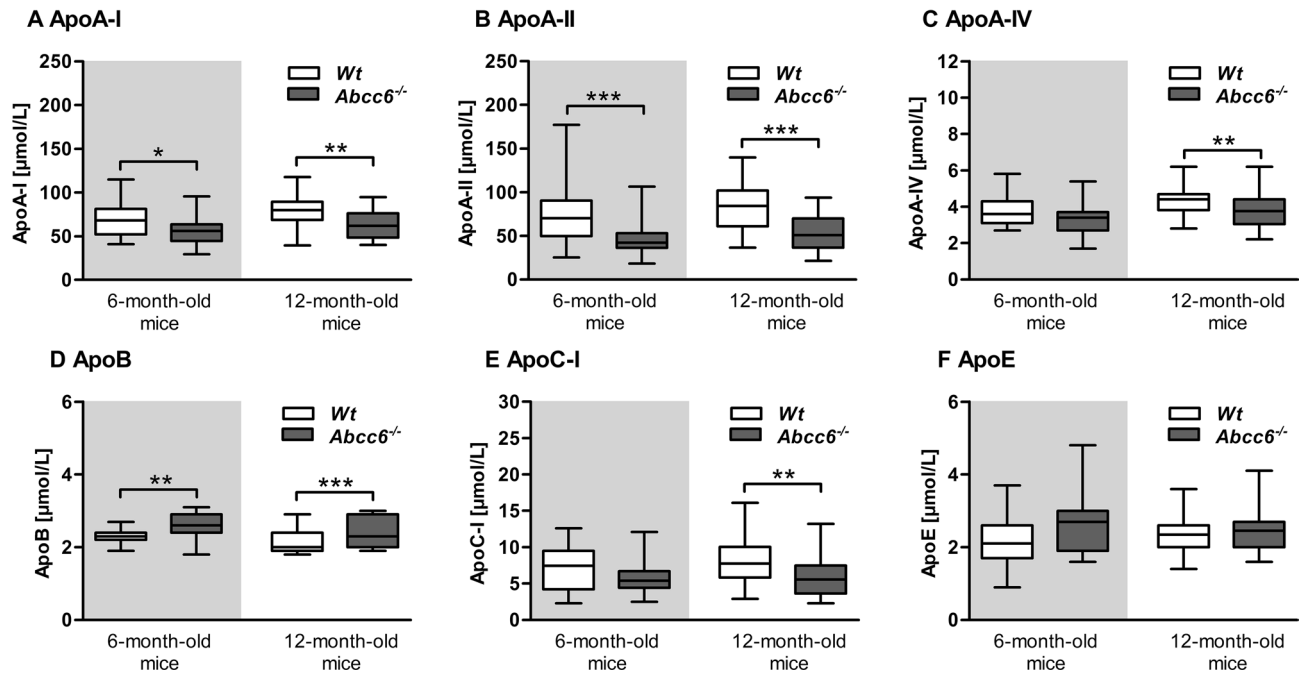 A ApoA-I
250
200
150
100
50
0
ApoA-I [µmol/L]
Wt
Abcc6-/-
*
**
6-month-old
mice
12-month-old
mice
B ApoA-II
250
200
150
100
50
0
ApoA-II [µmol/L]
Wt
Abcc6-/-
***
***
6-month-old
mice
12-month-old
mice
C ApoA-IV
12
10
8
6
4
2
0
ApoA-IV [µmol/L]
Wt
Abcc6-/-
**
6-month-old
mice
12-month-old
mice
D ApoB
6
4
2
0
ApoB [µmol/L]
Wt
Abcc6-/-
**
***
6-month-old
mice
12-month-old
mice
E ApoC-I
30
25
20
15
10
5
0
ApoC-I [µmol/L]
Wt
Abcc6-/-
**
6-month-old
mice
12-month-old
mice
F ApoE
6
4
2
0
ApoE [µmol/L]
Wt
Abcc6-/-
6-month-old
mice
12-month-old
mice